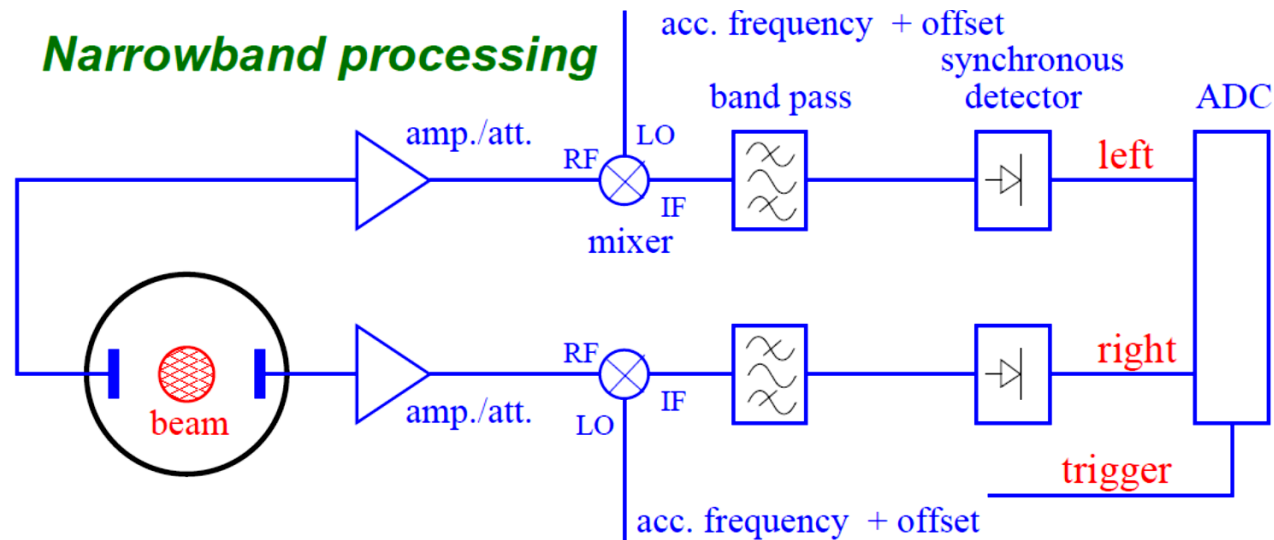 Narrowband processing
acc. frequency + offset
synchronous
detector
band pass
ADC
amp./att.
RF
LO
IF
mixer
left
beam
amp./att.
RF
LO
IF
right
trigger
acc. frequency + offset